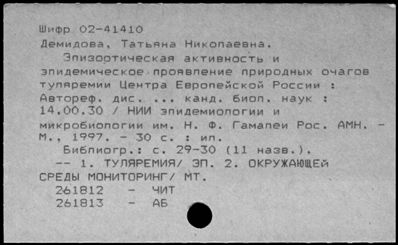 Шифр 02-41410
Демидова, Татьяна Николаевна.
Эпизоотическая активность и
эпидемическое проявление природных очагов
туляремии Центра Европейской России :
Автореф. дис. ... канд. биол. наук :
14.00.30 / НИИ эпидемиологии и
микробиологии им. Н. Ф. Гамалеи Рос. АМН. -
М., 1997. - 30 с. : ил.
Библиогр.: с. 29-30 (11 назв.).
-- 1. ТУЛЯРЕМИЯ/ ЭП. 2. ОКРУЖАЮЩЕЙ
СРЕДЫ МОНИТОРИНГ/ МТ.
261812 - ЧИТ
261813 - АБ